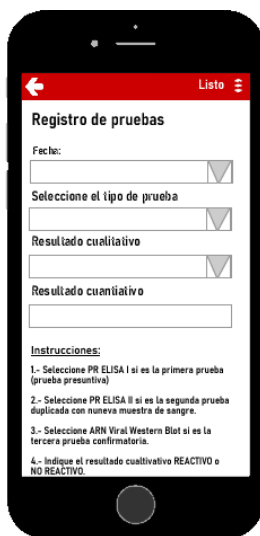 Listo
Registro de pruebas
Fecha:
Seleccione el tipo de prueba
Resultado cualitativo
Resultado cuantiativo
Instrucciones:
1.- Seleccione PR ELISA I si es la primera prueba
(prueba presuntiva)
2.- Seleccione PR ELISA II si es la segunda prueba
duplicada con nuneva muestra de sangre.
3.- Seleccione ARN Viral Western Blot si es la
tercera prueba confirmatoria.
4.- Indique el resultado cualtivativo REACTIVO o
NO REACTIVO.